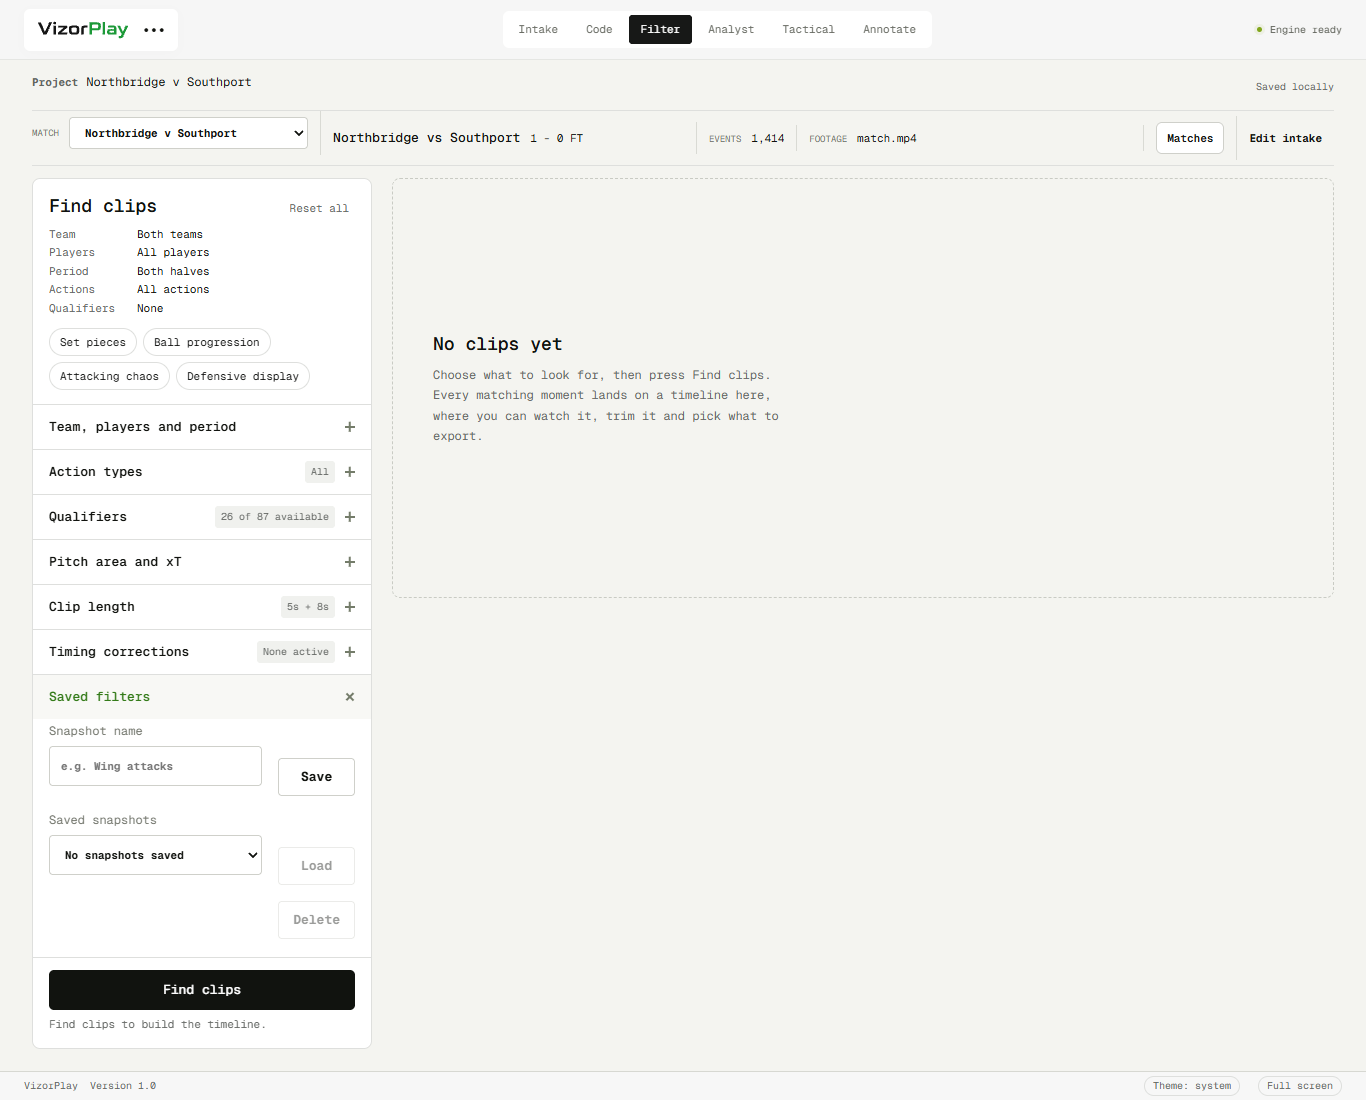 VizorPlay
Intake
Code
Filter
Analyst
Tactical
Annotate
Engine ready
Project Northbridge v Southport
Saved locally
MATCH
Northbridge v Southport
Northbridge vs Southport 1 - 0 FT
EVENTS 1,414
FOOTAGE match.mp4
Matches
Edit intake
Find clips
Reset all
Team Both teams
Players All players
Period Both halves
Actions All actions
Qualifiers None
Set pieces
Ball progression
Attacking chaos
Defensive display
Team, players and period
Action types
All
Qualifiers
26 of 87 available
Pitch area and xT
Clip length
5s + 8s
Timing corrections
None active
Saved filters
Snapshot name
e.g. Wing attacks
Save
Saved snapshots
No snapshots saved
Load
Delete
Find clips
Find clips to build the timeline.
No clips yet
Choose what to look for, then press Find clips.
Every matching moment lands on a timeline here,
where you can watch it, trim it and pick what to
export.
VizorPlay Version 1.0
Theme: system
Full screen